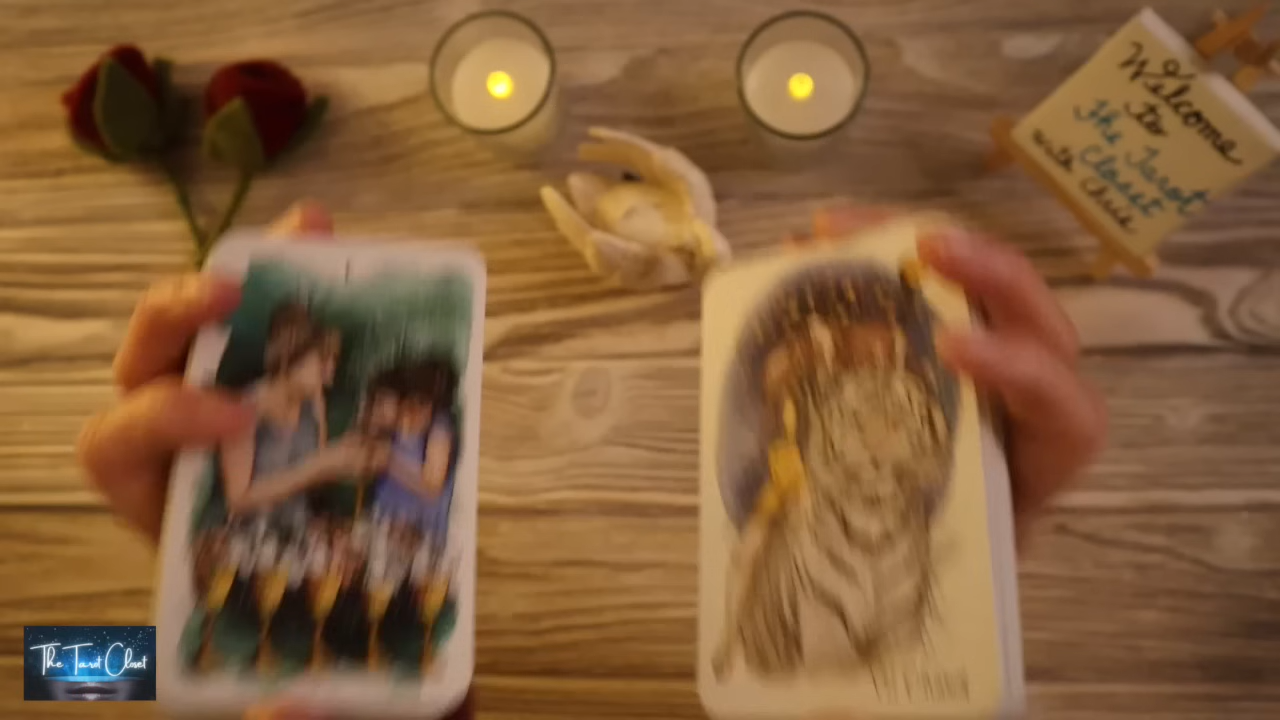 Welcome
to
The Tarot
Closet
with Chris
The Tarot Closet